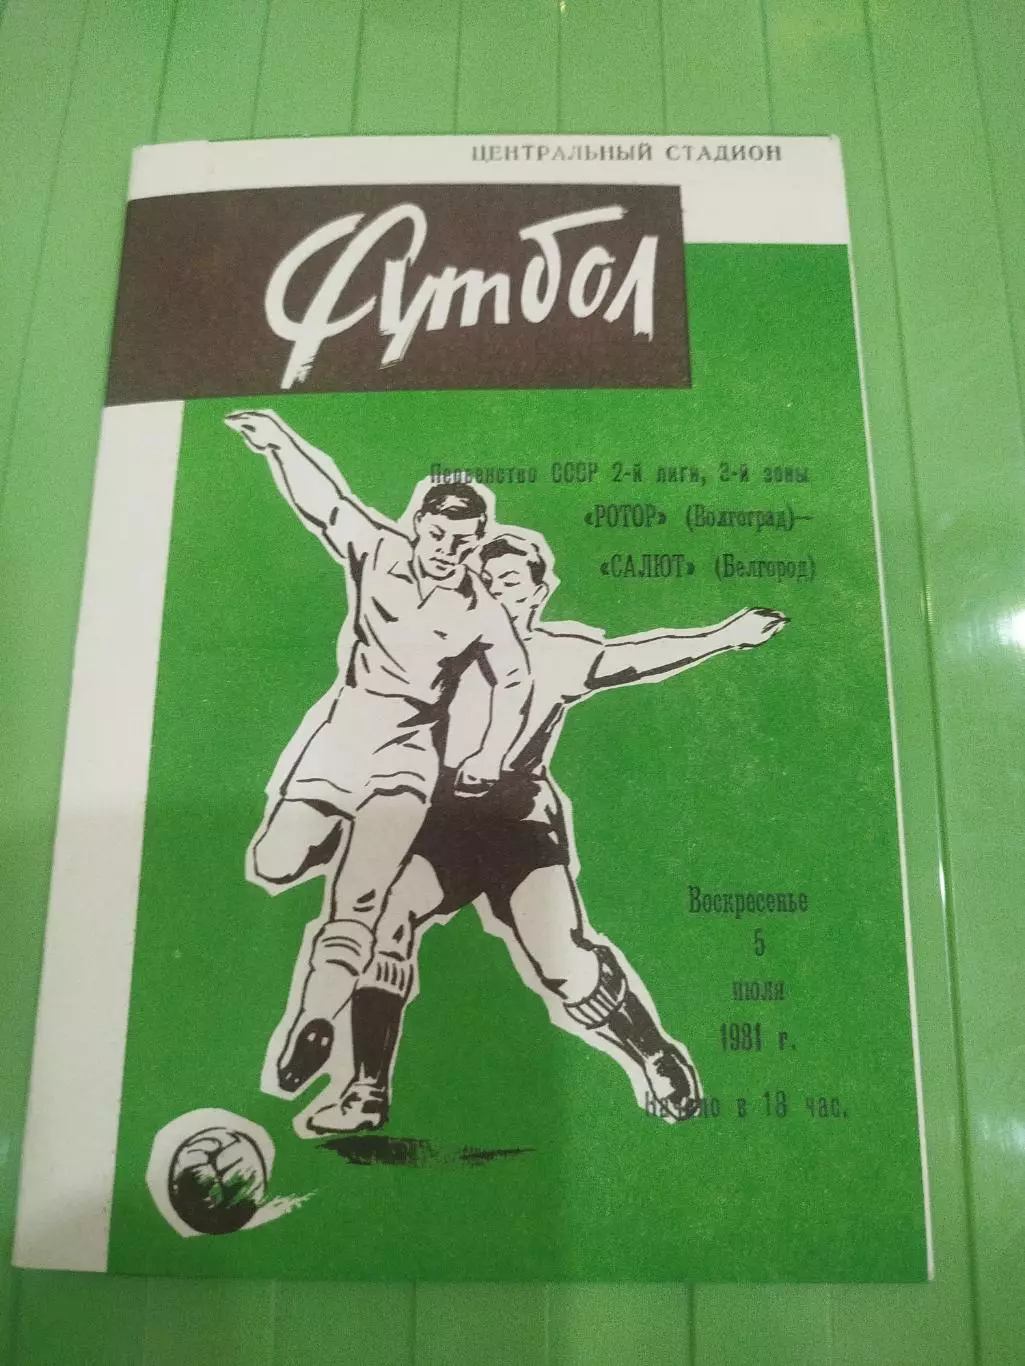 ЦЕНТРАЛЬНЫЙ СТАДИОН
Футбол
Первенство СССР 2-й лиги, 3-й зоны
«РОТОР» (Волгоград)—
«САЛЮТ» (Белгород)
Воскресенье
5
июля
1981 г.
Начало в 18 час.